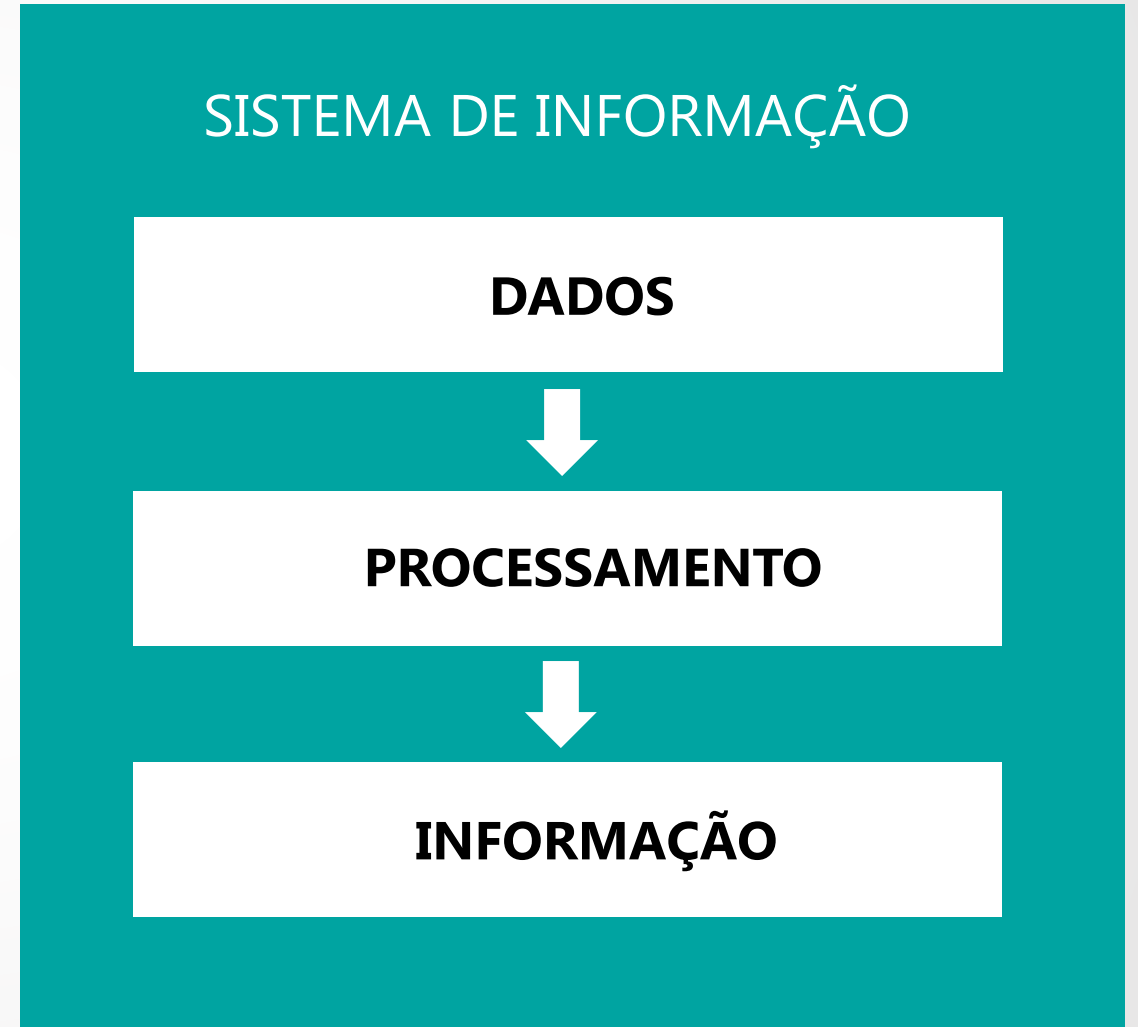 SISTEMA DE INFORMAÇÃO
DADOS
PROCESSAMENTO
INFORMAÇÃO